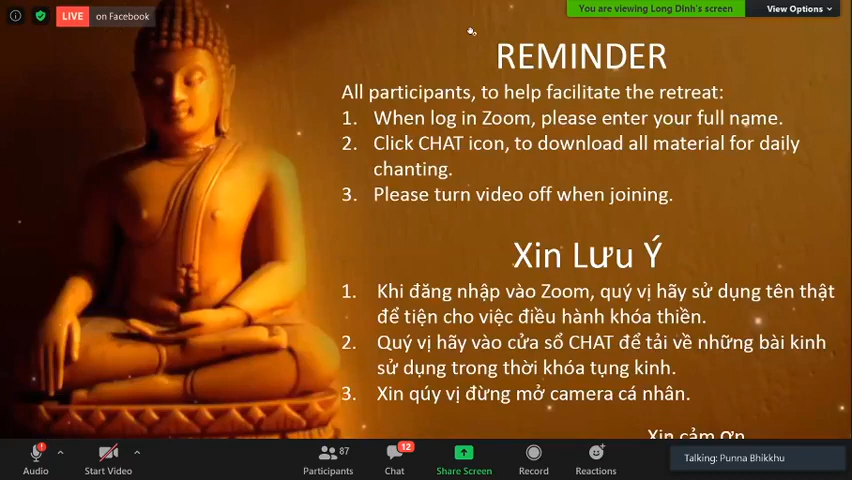 LIVE on Facebook
You are viewing Long Dinh's screen
View Options
REMINDER
All participants, to help facilitate the retreat:
1. When log in Zoom, please enter your full name.
2. Click CHAT icon, to download all material for daily
chanting.
3. Please turn video off when joining.
Xin Lưu Ý
1. Khi đăng nhập vào Zoom, quý vị hãy sử dụng tên thật
để tiện cho việc điều hành khóa thiền.
2. Quý vị hãy vào cửa sổ CHAT để tải về những bài kinh
sử dụng trong thời khóa tụng kinh.
3. Xin qúy vị đừng mở camera cá nhân.
Xin cảm ơn
Audio
Start Video
87
Participants
12
Chat
Share Screen
Record
Reactions
Talking: Punna Bhikkhu